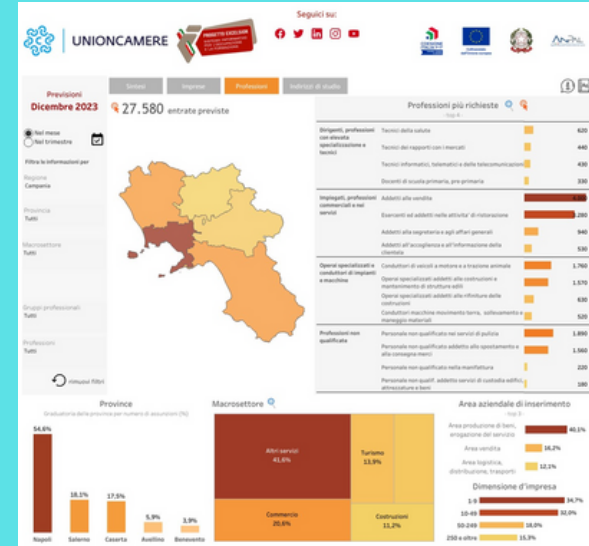 Seguici su:
UNIONCAMERE
PROGETTO EXCELSIOR
ANPAL
Previsioni
Dicembre 2023
Nel mese
Nel trimestre
Filtra le informazioni per
Regione
Campania
Provincia
Tutti
Macrosettore
Tutti
Gruppi professionali
Tutti
Professioni
Tutti
rimuovi filtri
Sintesi
Imprese
Professioni
Indirizzi di studio
27.580 entrate previste
Professioni più richieste
- top 4 -
Dirigenti, professioni con elevata specializzazione e tecnici
Tecnici della salute 620
Tecnici dei rapporti con i mercati 440
Tecnici informatici, telematici e delle telecomunicazioni 430
Docenti di scuola primaria, pre primaria 330
Impiegati, professioni commerciali e nei servizi
Addetti alla vendita
Esercenti ed addetti nelle attivita' di ristorazione 3.280
Addetti alla segreteria e agli affari generali 940
Addetti all'accoglienza e all'informazione della clientela 530
Operai specializzati e conduttori di impianti e macchine
Conduttori di veicoli a motore e a trazione animale 1.760
Operai specializzati addetti alle costruzioni e mantenimento di strutture edili 1.570
Operai specializzati addetti alle rifiniture delle costruzioni 630
Conduttori macchine movimento terra, sollevamento e maneggio materiali 520
Professioni non qualificate
Personale non qualificato nei servizi di pulizia 1.890
Personale non qualificato addetto allo spostamento e alla consegna merci 1.560
Personale non qualificato nella manifattura 220
Personale non qualif. addetto servizi di custodia edifici, attrezzature e beni 180
Province
Graduatoria delle province per numero di assunzioni (%)
54,6%
18,1%
17,5%
5,9%
3,9%
Napoli
Salerno
Caserta
Avellino
Benevento
Macrosettore
Altri servizi
41,6%
Turismo
13,9%
Commercio
20,6%
Costruzioni
11,2%
Area aziendale di inserimento
- top 3 -
Area produzione di beni, erogazione del servizio 40,1%
Area vendita 16,2%
Area logistica, distribuzione, trasporti 12,1%
Dimensione d'impresa
1-9 34,7%
10-49 32,0%
50-249 18,0%
250 e oltre 15,3%